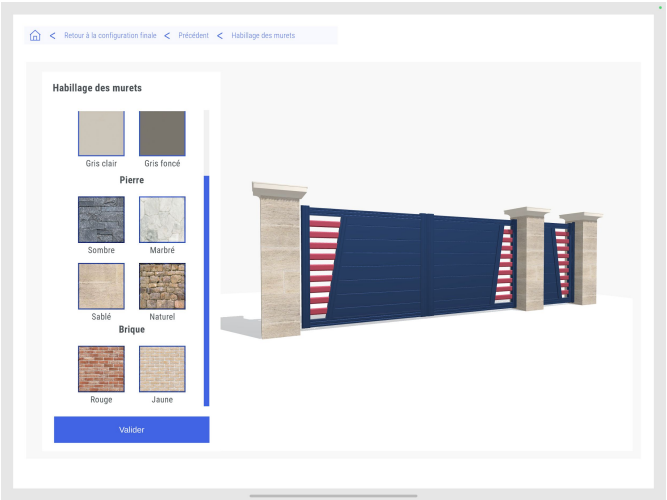 Retour à la configuration finale < Précédent < Habillage des murets
Habillage des murets
Gris clair Gris foncé
Pierre
Sombre Marbré
Sablé Naturel
Brique
Rouge Jaune
Valider